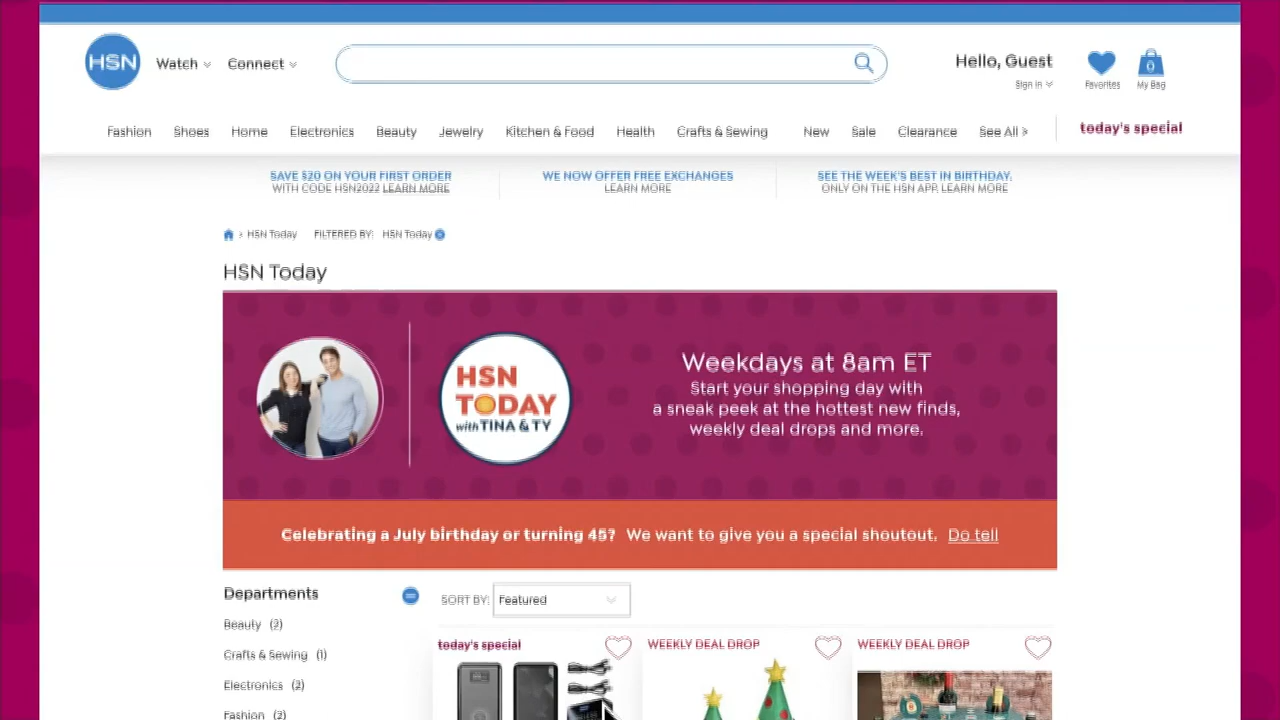 HSN
Watch
Connect
Hello, Guest
Sign In
0
Favorites
My Bag
Fashion Shoes Home Electronics Beauty Jewelry Kitchen & Food Health Crafts & Sewing New Sale Clearance See All >
today's special
SAVE $20 ON YOUR FIRST ORDER
WITH CODE HSN2022 LEARN MORE
WE NOW OFFER FREE EXCHANGES
LEARN MORE
SEE THE WEEK'S BEST IN BIRTHDAY,
ONLY ON THE HSN APP. LEARN MORE
> HSN Today FILTERED BY: HSN Today
HSN Today
HSN
TODAY
with TINA & TY
Weekdays at 8am ET
Start your shopping day with
a sneak peek at the hottest new finds,
weekly deal drops and more.
Celebrating a July birthday or turning 45? We want to give you a special shoutout. Do tell
Departments
Beauty (2)
Crafts & Sewing (1)
Electronics (2)
Fashion (2)
SORT BY: Featured
today's special
WEEKLY DEAL DROP
WEEKLY DEAL DROP